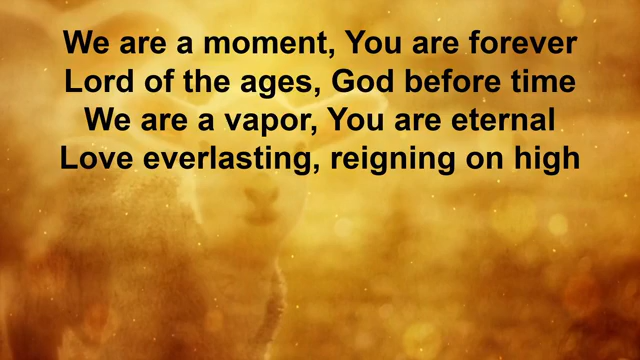 We are a moment, You are forever
Lord of the ages, God before time
We are a vapor, You are eternal
Love everlasting, reigning on high